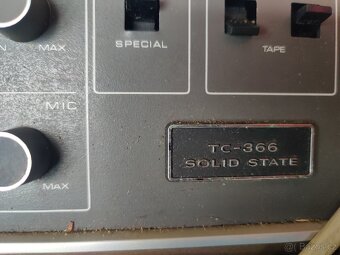 N
MAX
SPECIAL
TAPE
MIC
TC-366
SOLID STATE
MAX